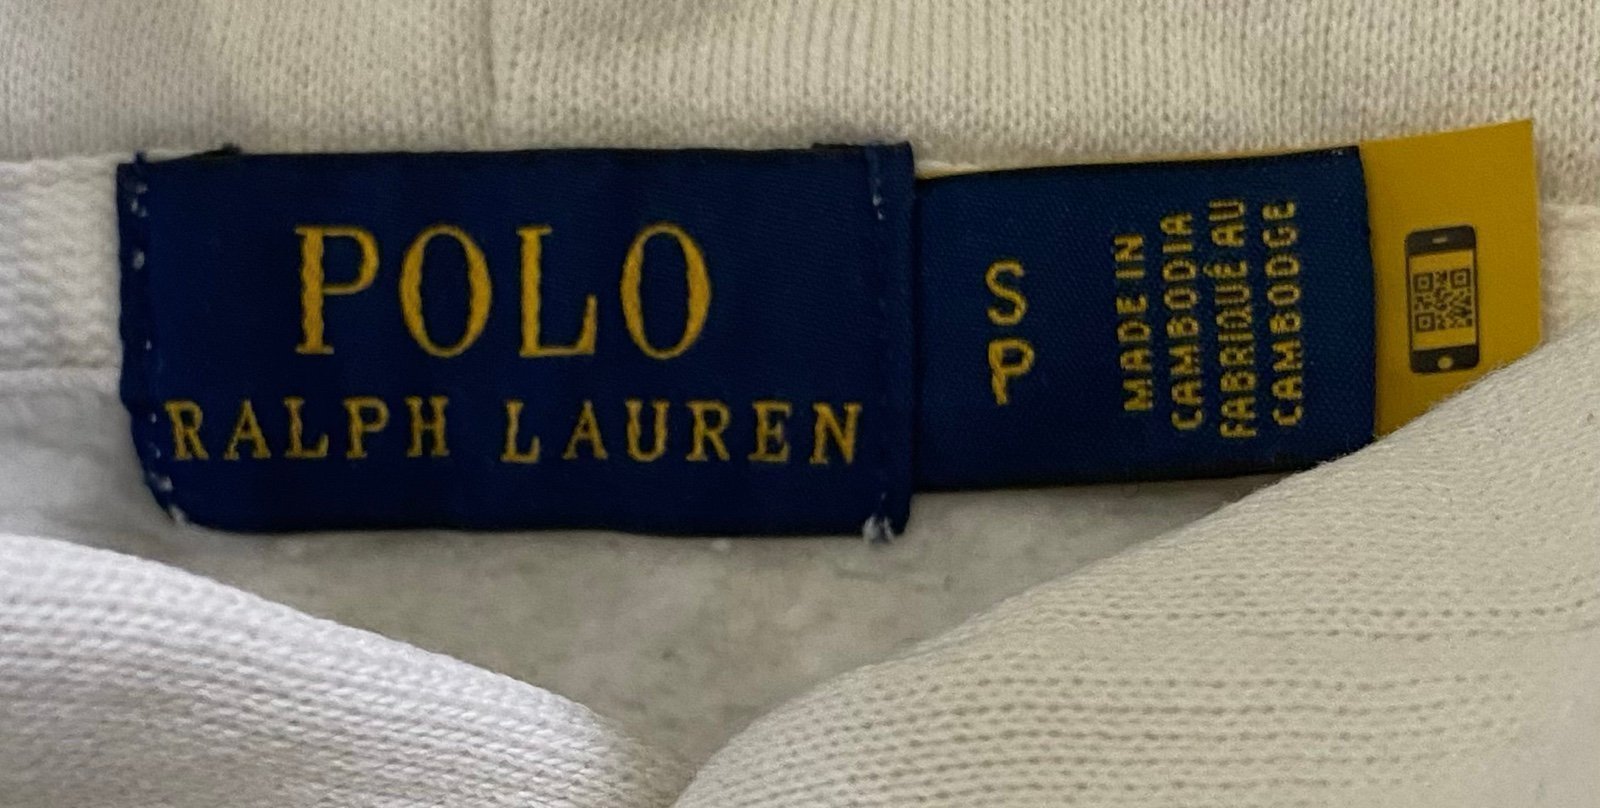 POLO
RALPH LAUREN
S
P
MADE IN
CAMBODIA
FABRIQUÉ AU
CAMBODGE